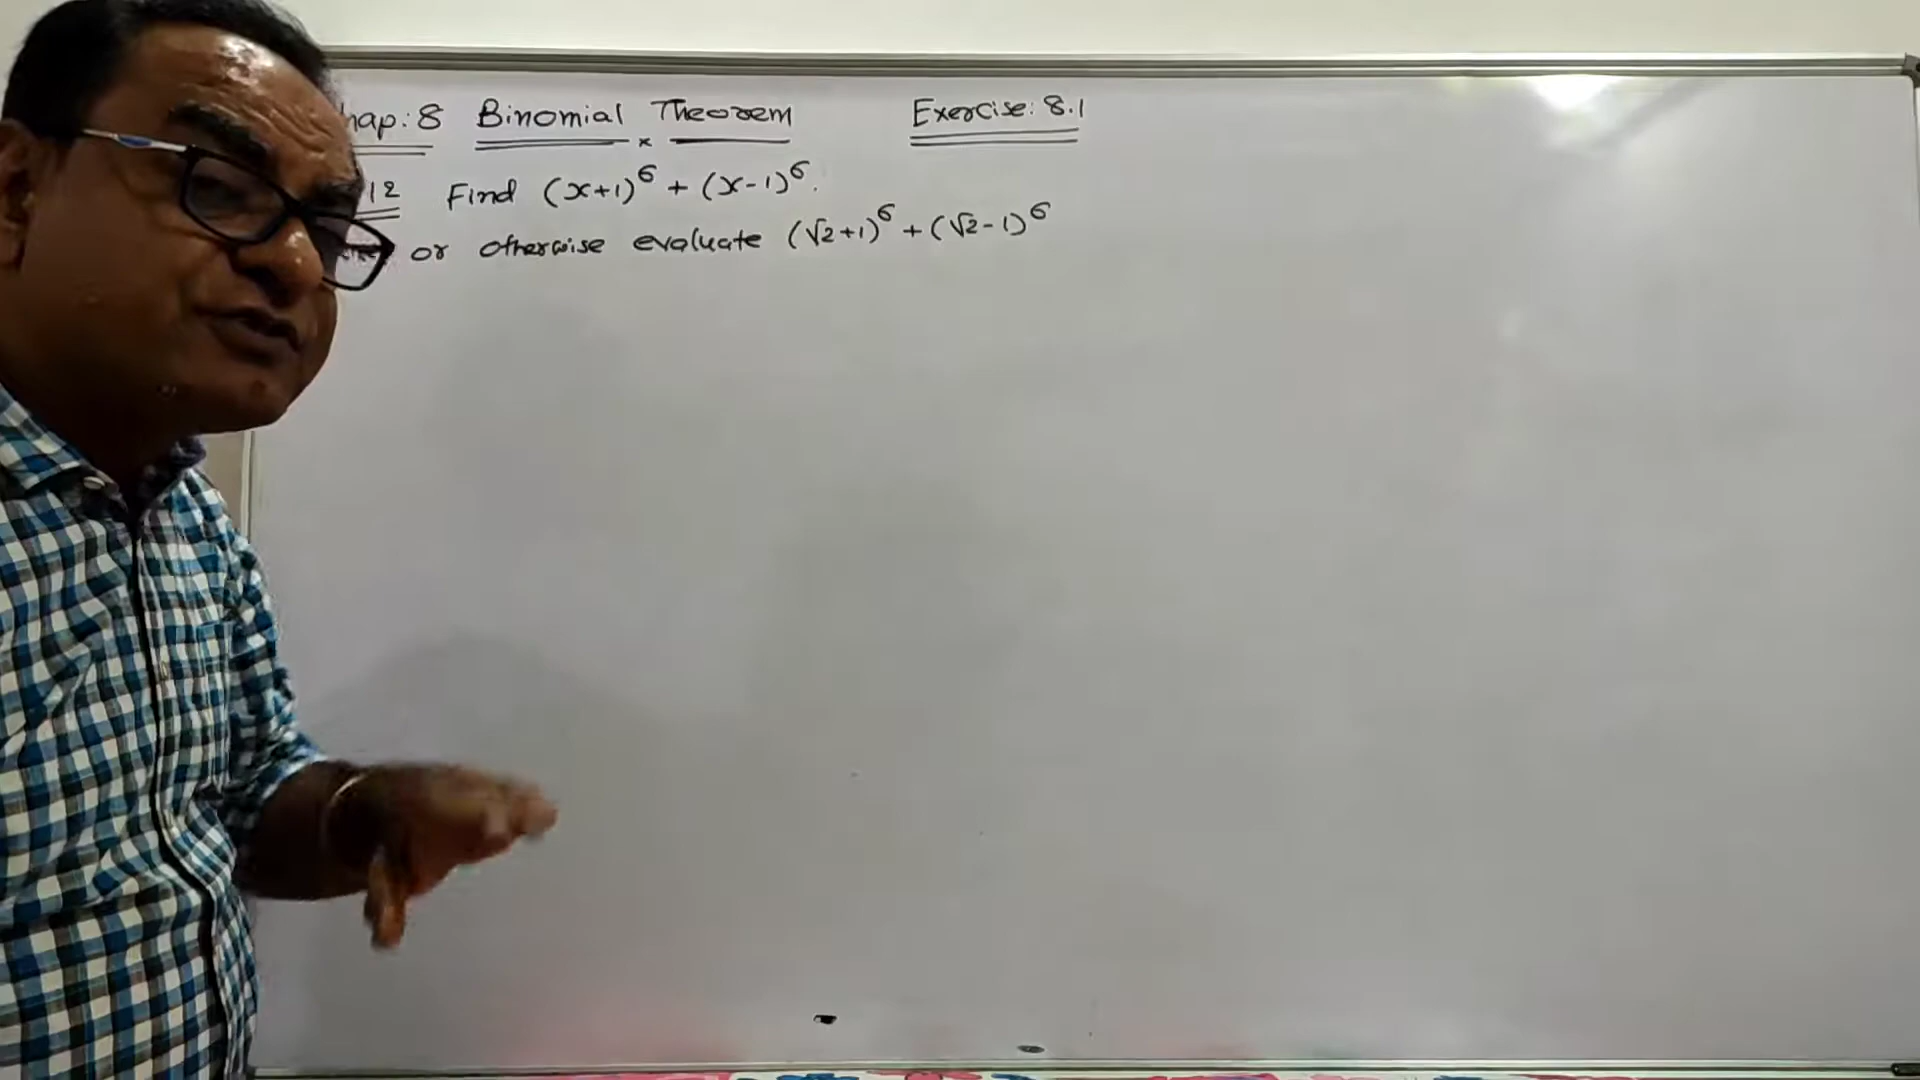 hap: 8 Binomial Theorem Exercise: 8.1
12 Find (x+1)⁶ + (x-1)⁶.
or otherwise evaluate (√2+1)⁶ + (√2-1)⁶